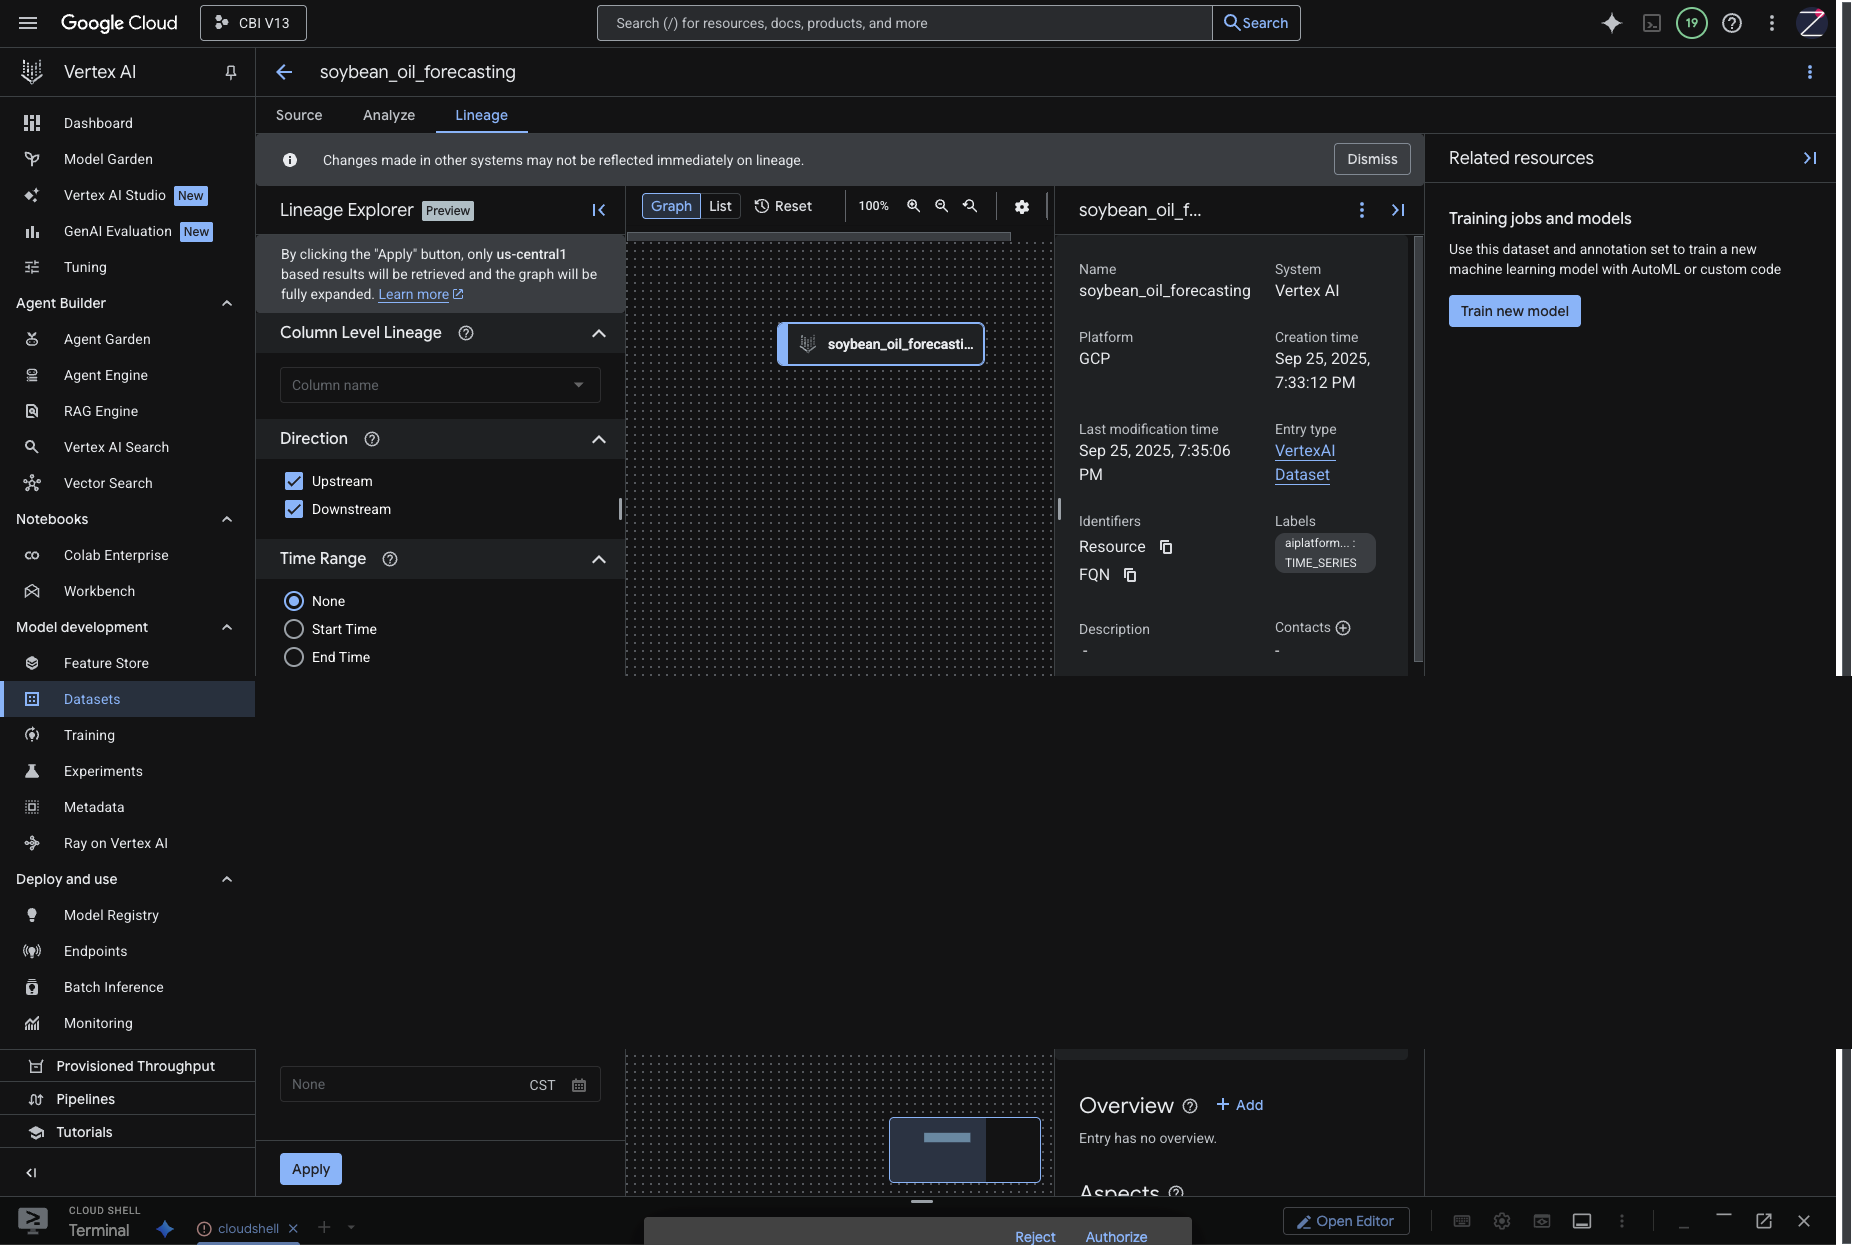 Google Cloud
CBI V13
Search (/) for resources, docs, products, and more
Search
19
Vertex AI
soybean_oil_forecasting
Dashboard
Model Garden
Vertex AI Studio New
GenAI Evaluation New
Tuning
Agent Builder
Agent Garden
Agent Engine
RAG Engine
Vertex AI Search
Vector Search
Notebooks
Colab Enterprise
Workbench
Model development
Feature Store
Datasets
Training
Experiments
Metadata
Ray on Vertex AI
Deploy and use
Model Registry
Endpoints
Batch Inference
Monitoring
Provisioned Throughput
Pipelines
Tutorials
Source Analyze Lineage
Changes made in other systems may not be reflected immediately on lineage.
Dismiss
Lineage Explorer Preview
By clicking the "Apply" button, only us-central1
based results will be retrieved and the graph will be
fully expanded. Learn more
Column Level Lineage
Column name
Direction
Upstream
Downstream
Time Range
None
Start Time
End Time
None CST
Apply
Graph List Reset 100%
soybean_oil_forecasti...
soybean_oil_f...
Name
soybean_oil_forecasting
System
Vertex AI
Platform
GCP
Creation time
Sep 25, 2025,
7:33:12 PM
Last modification time
Sep 25, 2025, 7:35:06
PM
Entry type
VertexAI
Dataset
Identifiers
Resource
FQN
Labels
aiplatform... :
TIME_SERIES
Description
-
Contacts
-
Overview
Add
Entry has no overview.
Aspects
Related resources
Training jobs and models
Use this dataset and annotation set to train a new
machine learning model with AutoML or custom code
Train new model
CLOUD SHELL
Terminal
cloudshell
Open Editor
Reject Authorize